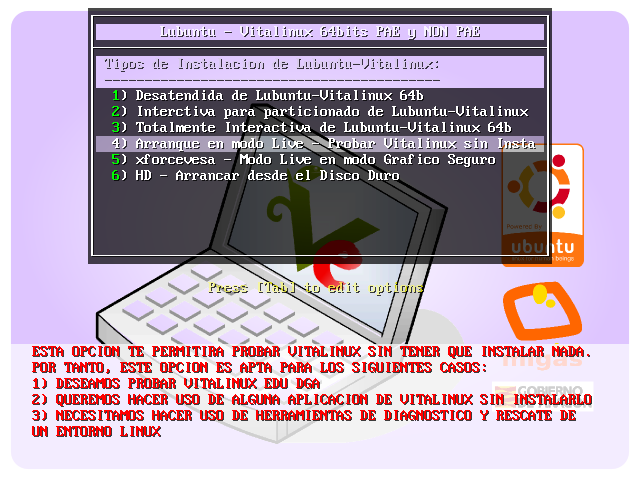 Lubuntu - Vitalinux 64bits PAE y NON PAE
Tipos de Instalacion de Lubuntu-Vitalinux:
------------------------------------------
1) Desatendida de Lubuntu-Vitalinux 64b
2) Interctiva para particionado de Lubuntu-Vitalinux
3) Totalmente Interactiva de Lubuntu-Vitalinux 64b
4) Arranque en modo Live - Probar Vitalinux sin Insta
5) xforcevesa - Modo Live en modo Grafico Seguro
6) HD - Arrancar desde el Disco Duro
Powered By
ubuntu
Press [Tab] to edit options
ESTA OPCION TE PERMITIRA PROBAR VITALINUX SIN TENER QUE INSTALAR NADA.
POR TANTO, ESTE OPCION ES APTA PARA LOS SIGUIENTES CASOS:
migas
1) DESEAMOS PROBAR VITALINUX EDU DGA
GOBIERNO
2) QUEREMOS HACER USO DE ALGUNA APLICACION DE VITALINUX SIN INSTALARLO
3) NECESITAMOS HACER USO DE HERRAMIENTAS DE DIAGNOSTICO Y RESCATE DE
UN ENTORNO LINUX